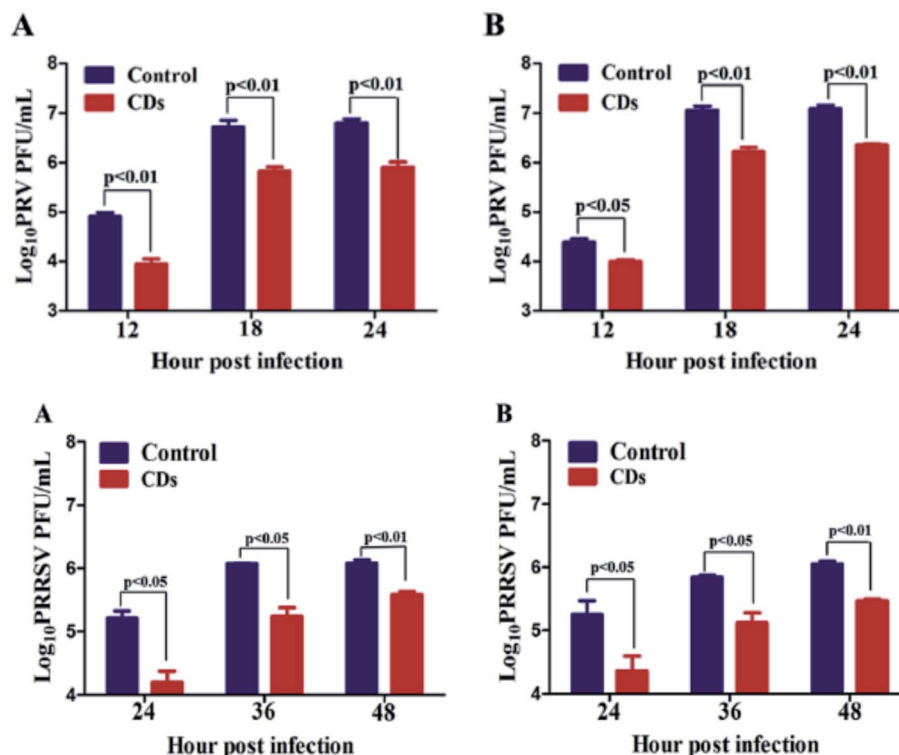 A
Log₁₀PRV PFU/mL
8
7
6
5
4
3
Control
CDs
p<0.01
p<0.01
p<0.01
12 18 24
Hour post infection
B
Log₁₀PRV PFU/mL
8
7
6
5
4
3
Control
CDs
p<0.05
p<0.01
p<0.01
12 18 24
Hour post infection
A
Log₁₀PRRSV PFU/mL
8
7
6
5
4
Control
CDs
p<0.05
p<0.05
p<0.01
24 36 48
Hour post infection
B
Log₁₀PRRSV PFU/mL
8
7
6
5
4
Control
CDs
p<0.05
p<0.05
p<0.01
24 36 48
Hour post infection